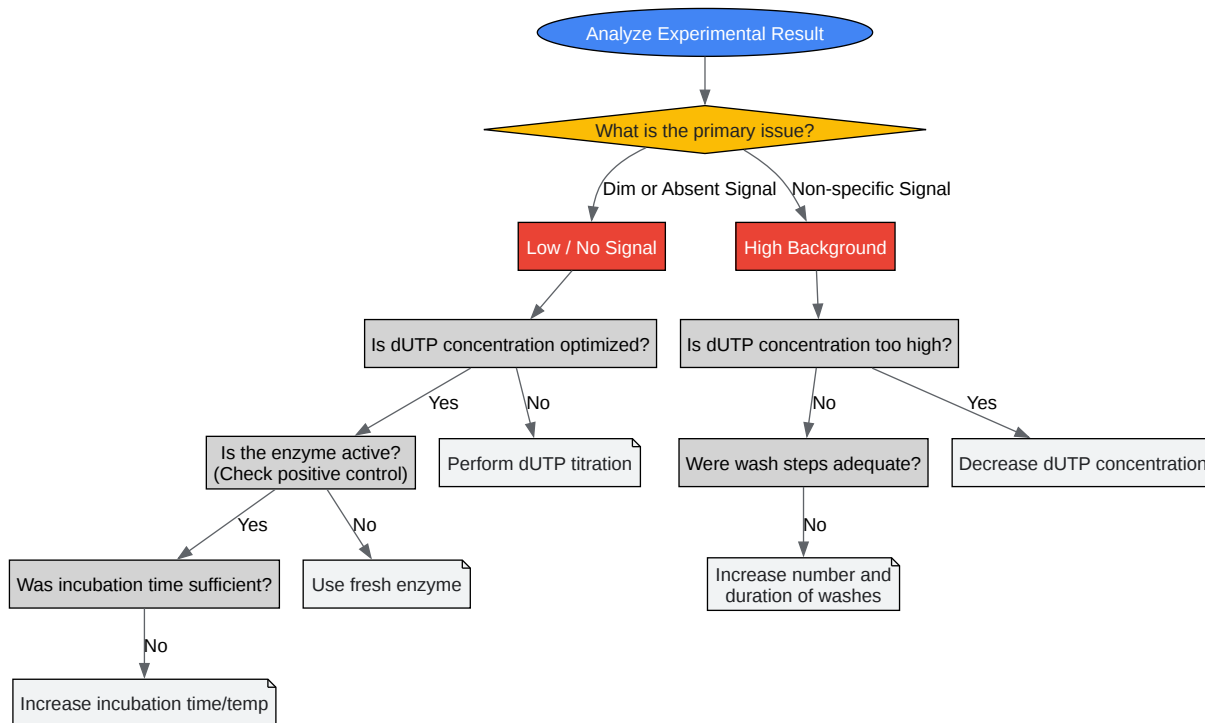 Analyze Experimental Result
What is the primary issue?
Dim or Absent Signal
Non-specific Signal
Low / No Signal
High Background
Is dUTP concentration optimized?
Is dUTP concentration too high?
Yes
No
No
Yes
Is the enzyme active?
(Check positive control)
Perform dUTP titration
Were wash steps adequate?
Decrease dUTP concentration
Yes
No
No
Was incubation time sufficient?
Use fresh enzyme
Increase number and
duration of washes
No
Increase incubation time/temp